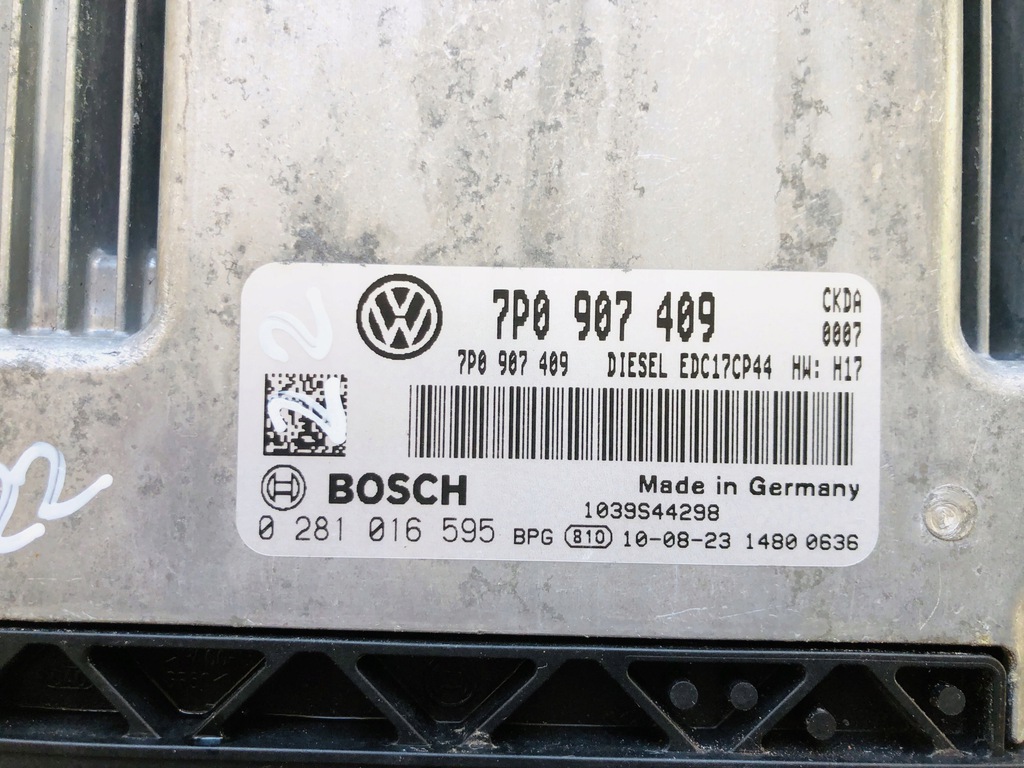 7P0 907 409
CKDA
0007
7P0 907 409 DIESEL EDC17CP44 HW: H17
BOSCH
Made in Germany
1039S44298
0 281 016 595 BPG 810 10-08-23 1480 0636